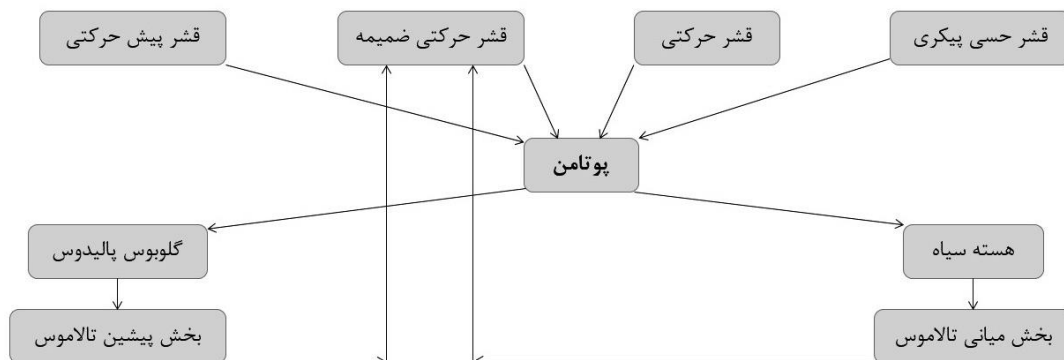 قشر پیش حرکتی
قشر حرکتی ضمیمه
قشر حرکتی
قشر حسی پیکری
پوتامن
گلوبوس پالیدوس
هسته سیاه
بخش پیشین تالاموس
بخش میانی تالاموس